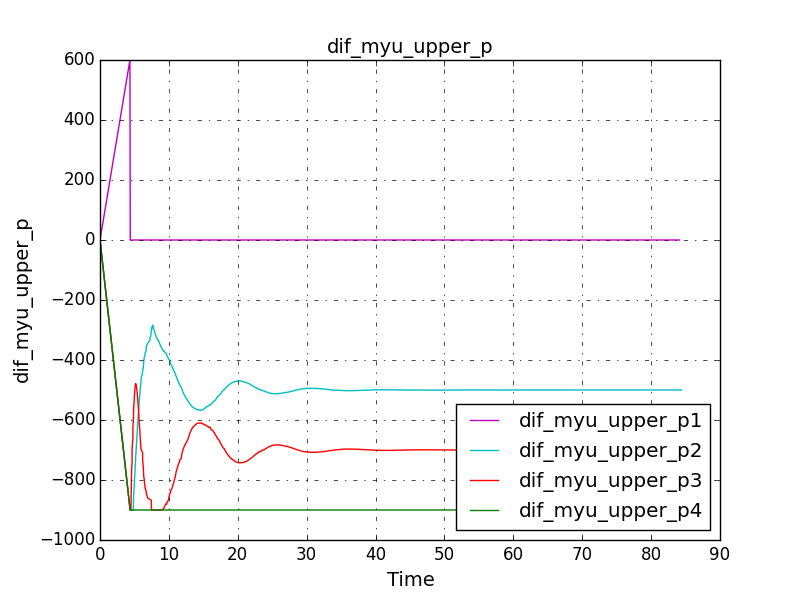 dif_myu_upper_p
dif_myu_upper_p
600
400
200
0
−200
−400
−600
−800
−1000
0 10 20 30 40 50 60 70 80 90
Time
dif_myu_upper_p1
dif_myu_upper_p2
dif_myu_upper_p3
dif_myu_upper_p4